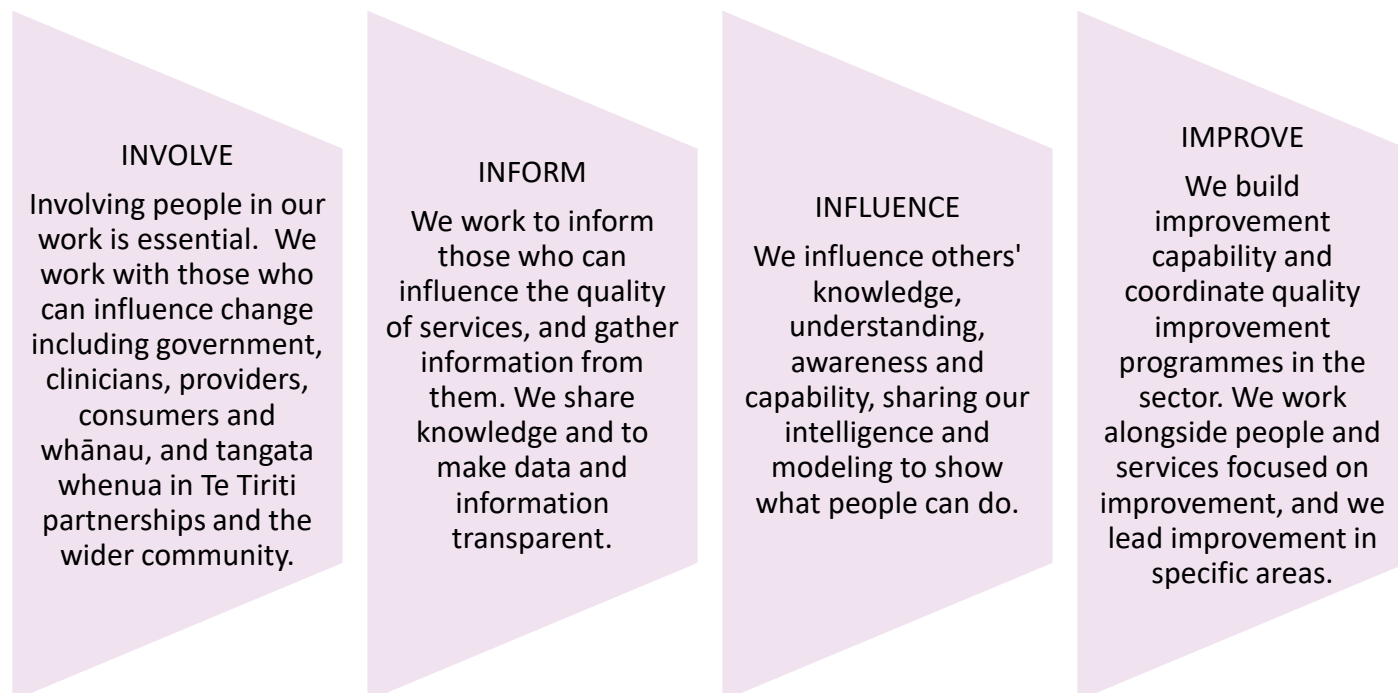 INVOLVE
Involving people in our
work is essential.  We
work with those who
can influence change
including government,
clinicians, providers,
consumers and
whānau, and tangata
whenua in Te Tiriti
partnerships and the
wider community.
INFORM
We work to inform
those who can
influence the quality
of services, and gather
information from
them. We share
knowledge and to
make data and
information
transparent.
INFLUENCE
We influence others'
knowledge,
understanding,
awareness and
capability, sharing our
intelligence and
modeling to show
what people can do.
IMPROVE
We build
improvement
capability and
coordinate quality
improvement
programmes in the
sector. We work
alongside people and
services focused on
improvement, and we
lead improvement in
specific areas.